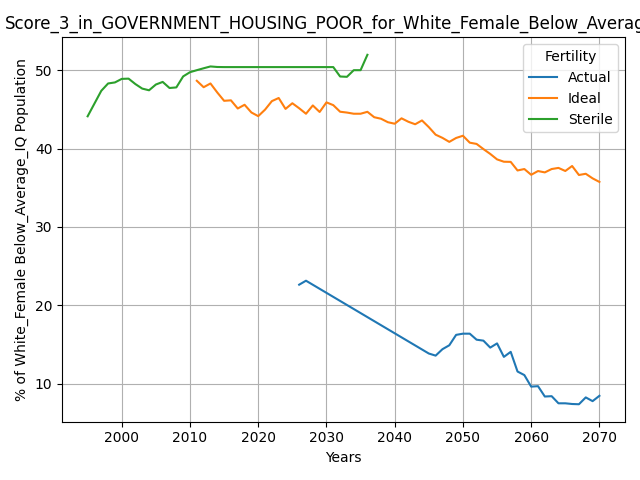 Score_3_in_GOVERNMENT_HOUSING_POOR_for_White_Female_Below_Averag
% of White_Female Below_Average_IQ Population
50
40
30
20
10
Fertility
Actual
Ideal
Sterile
2000 2010 2020 2030 2040 2050 2060 2070
Years